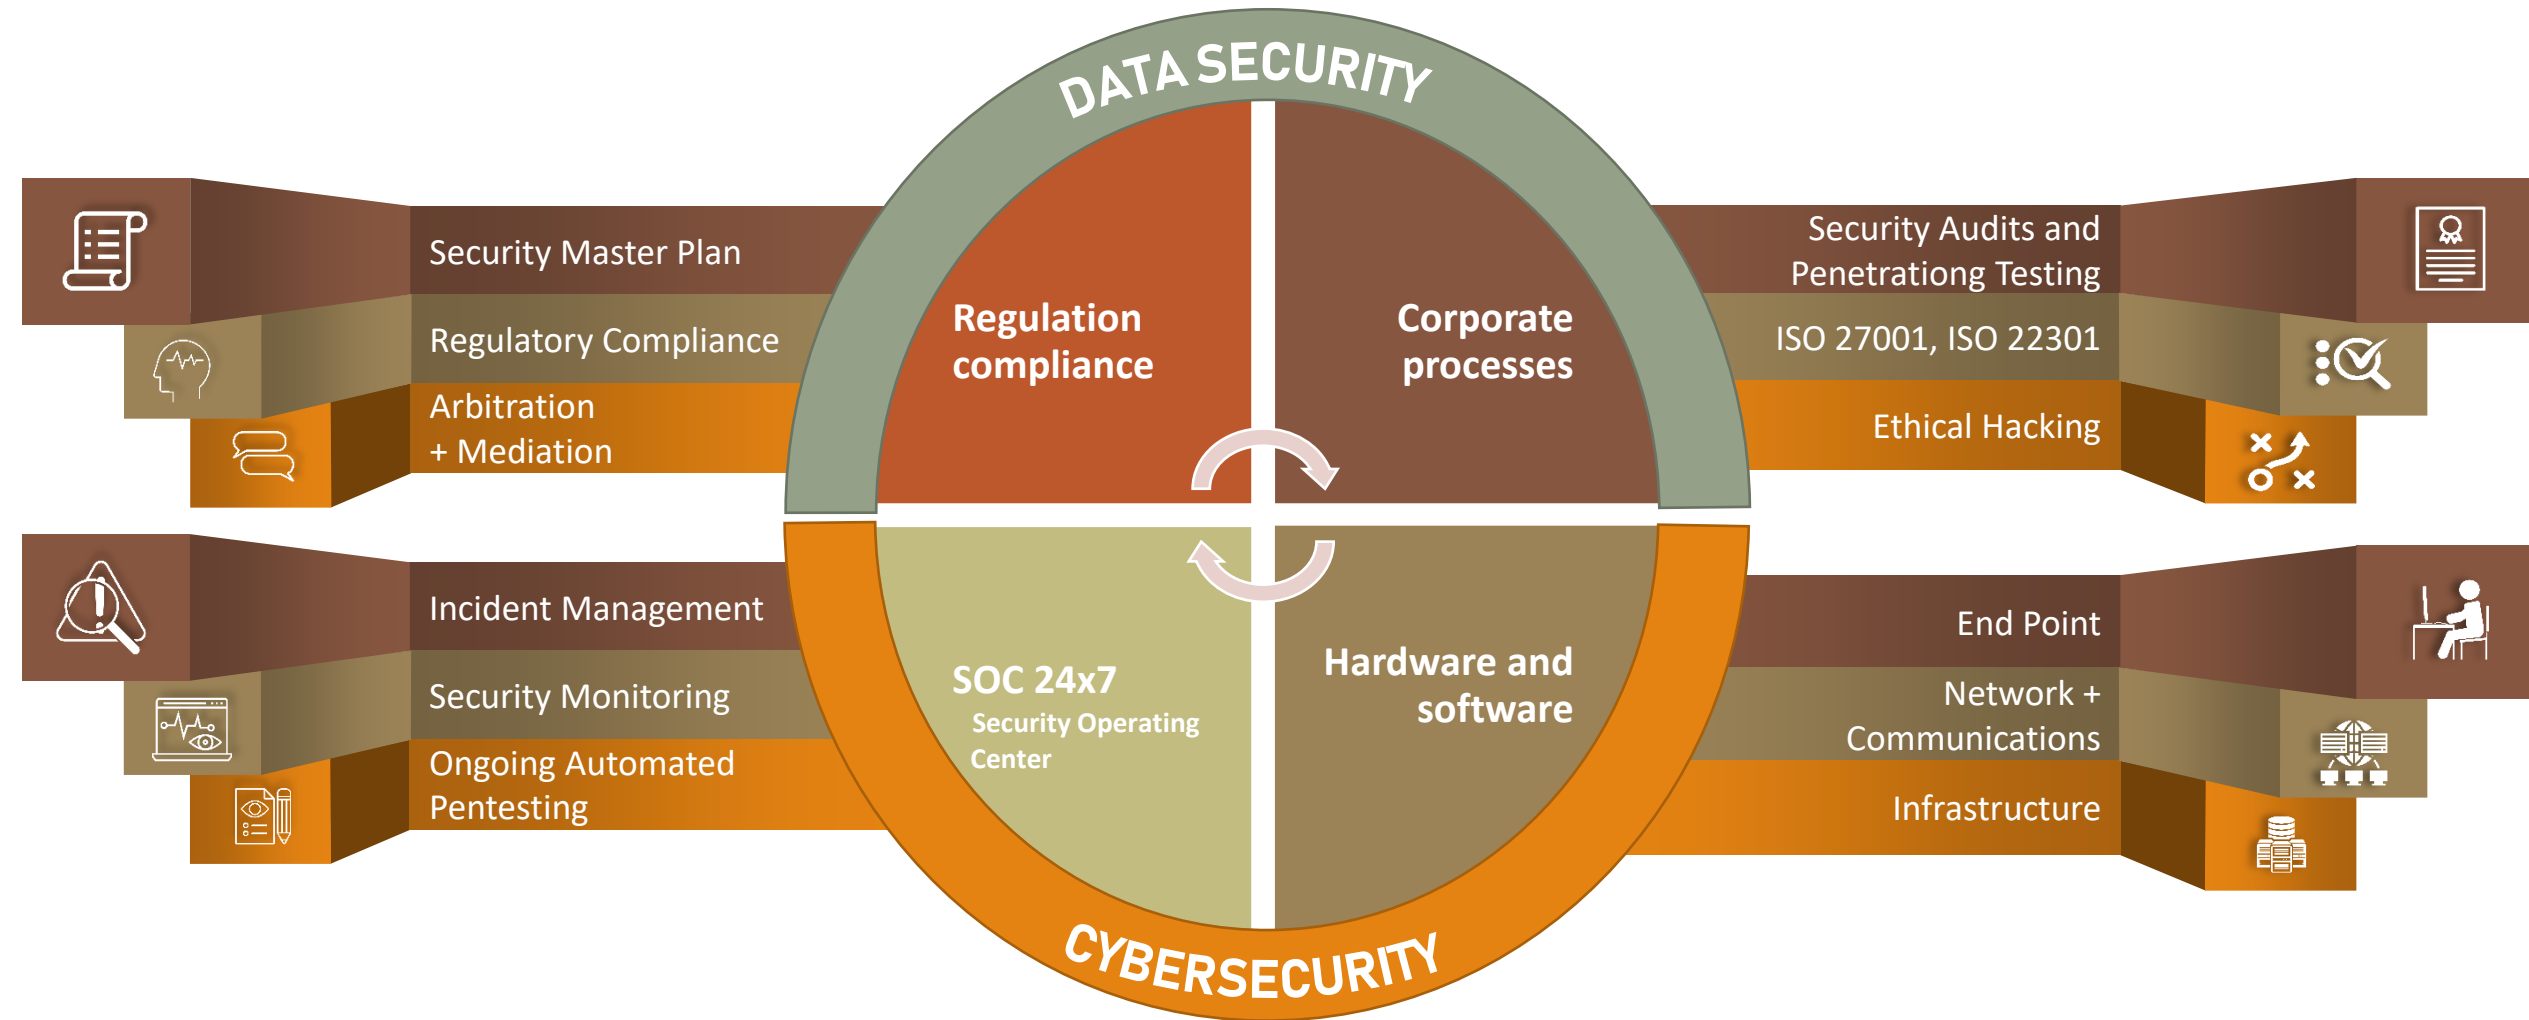 DATA SECURITY
Security Master Plan
Regulatory Compliance
Arbitration
+ Mediation
Regulation
compliance
Corporate
processes
Security Audits and
Penetrationg Testing
ISO 27001, ISO 22301
Ethical Hacking
Incident Management
Security Monitoring
Ongoing Automated
Pentesting
SOC 24x7
Security Operating
Center
Hardware and
software
End Point
Network +
Communications
Infrastructure
CYBERSECURITY